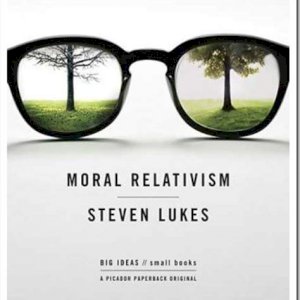 MORAL RELATIVISM
STEVEN LUKES
BIG IDEAS // small books
A PICADOR PAPERBACK ORIGINAL